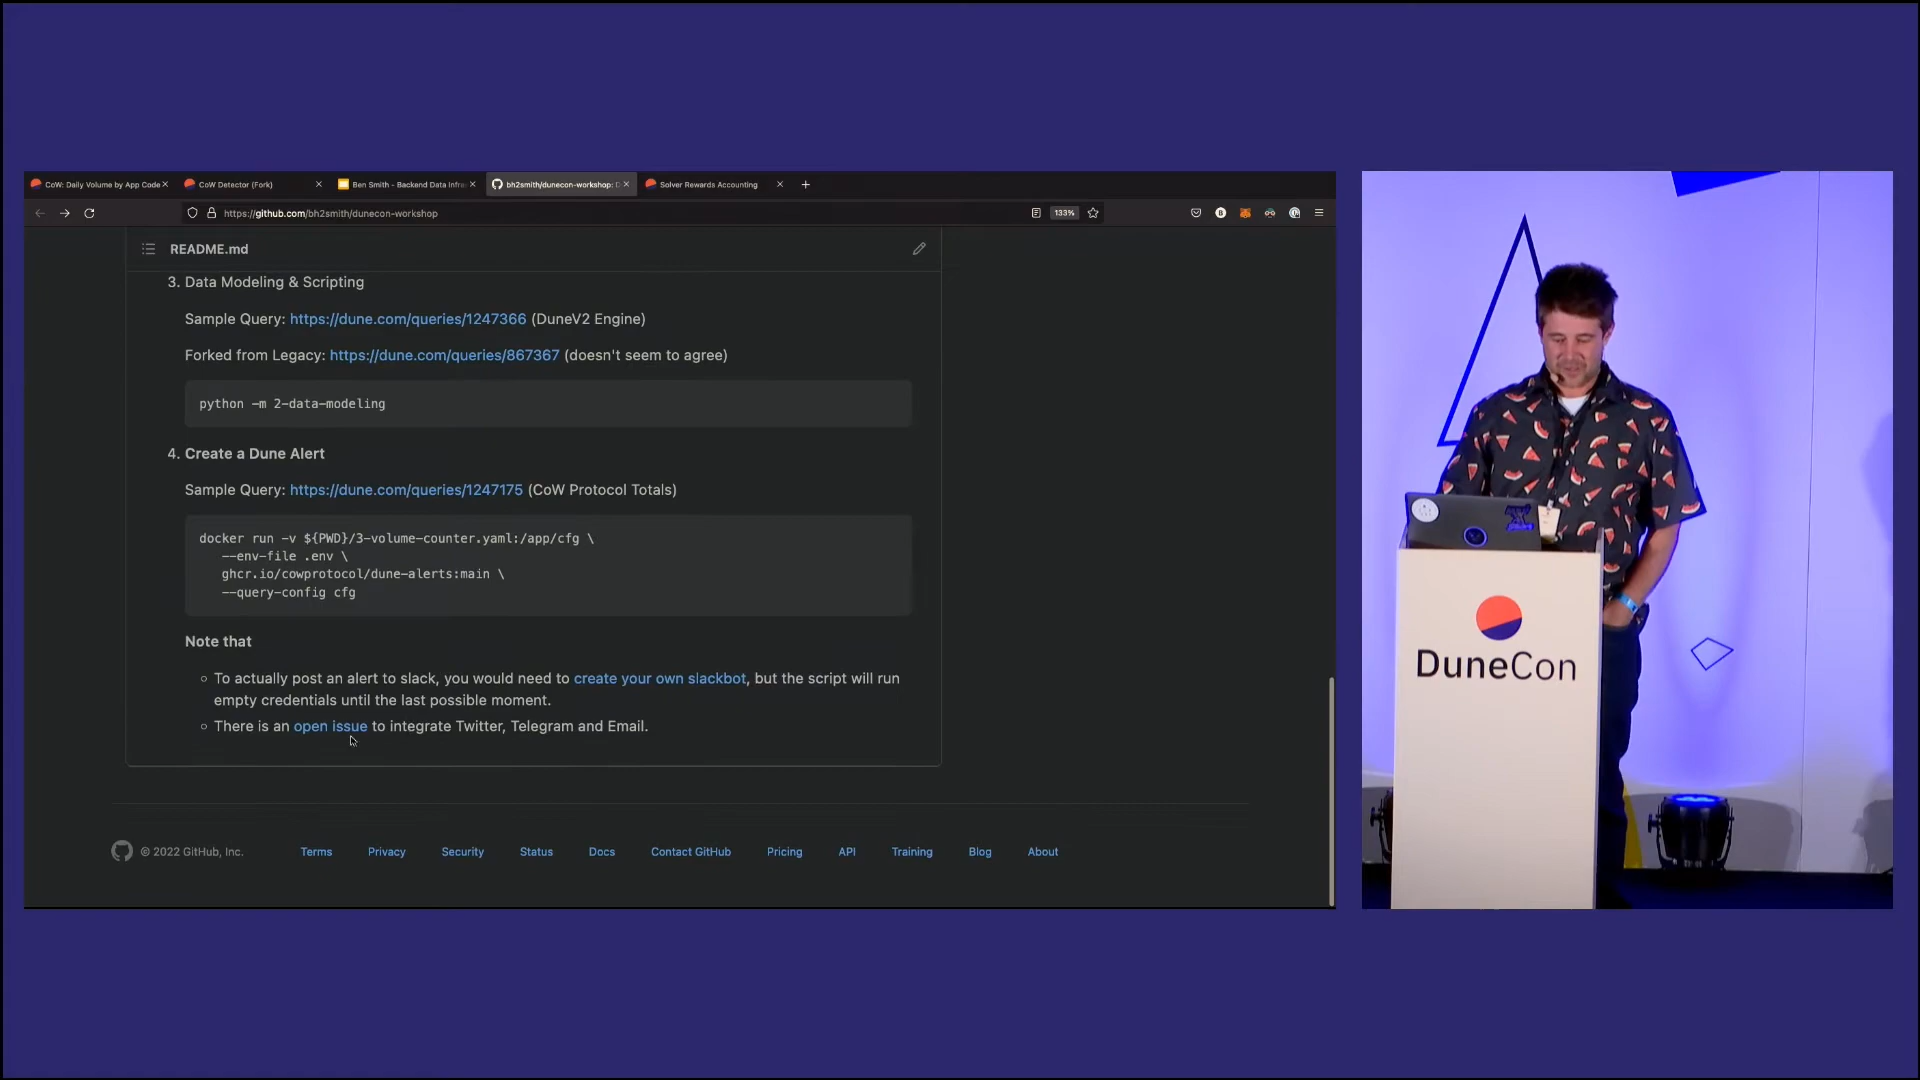 CoW: Daily Volume by App Code
CoW Detector (Fork)
Ben Smith - Backend Data Infra
bh2smith/dunecon-workshop: D
Solver Rewards Accounting
https://github.com/bh2smith/dunecon-workshop
133%
README.md
3. Data Modeling & Scripting
Sample Query: https://dune.com/queries/1247366 (DuneV2 Engine)
Forked from Legacy: https://dune.com/queries/867367 (doesn't seem to agree)
python -m 2-data-modeling
4. Create a Dune Alert
Sample Query: https://dune.com/queries/1247175 (CoW Protocol Totals)
docker run -v ${PWD}/3-volume-counter.yaml:/app/cfg \
--env-file .env \
ghcr.io/cowprotocol/dune-alerts:main \
--query-config cfg
Note that
To actually post an alert to slack, you would need to create your own slackbot, but the script will run
empty credentials until the last possible moment.
There is an open issue to integrate Twitter, Telegram and Email.
© 2022 GitHub, Inc.
Terms
Privacy
Security
Status
Docs
Contact GitHub
Pricing
API
Training
Blog
About
DuneCon